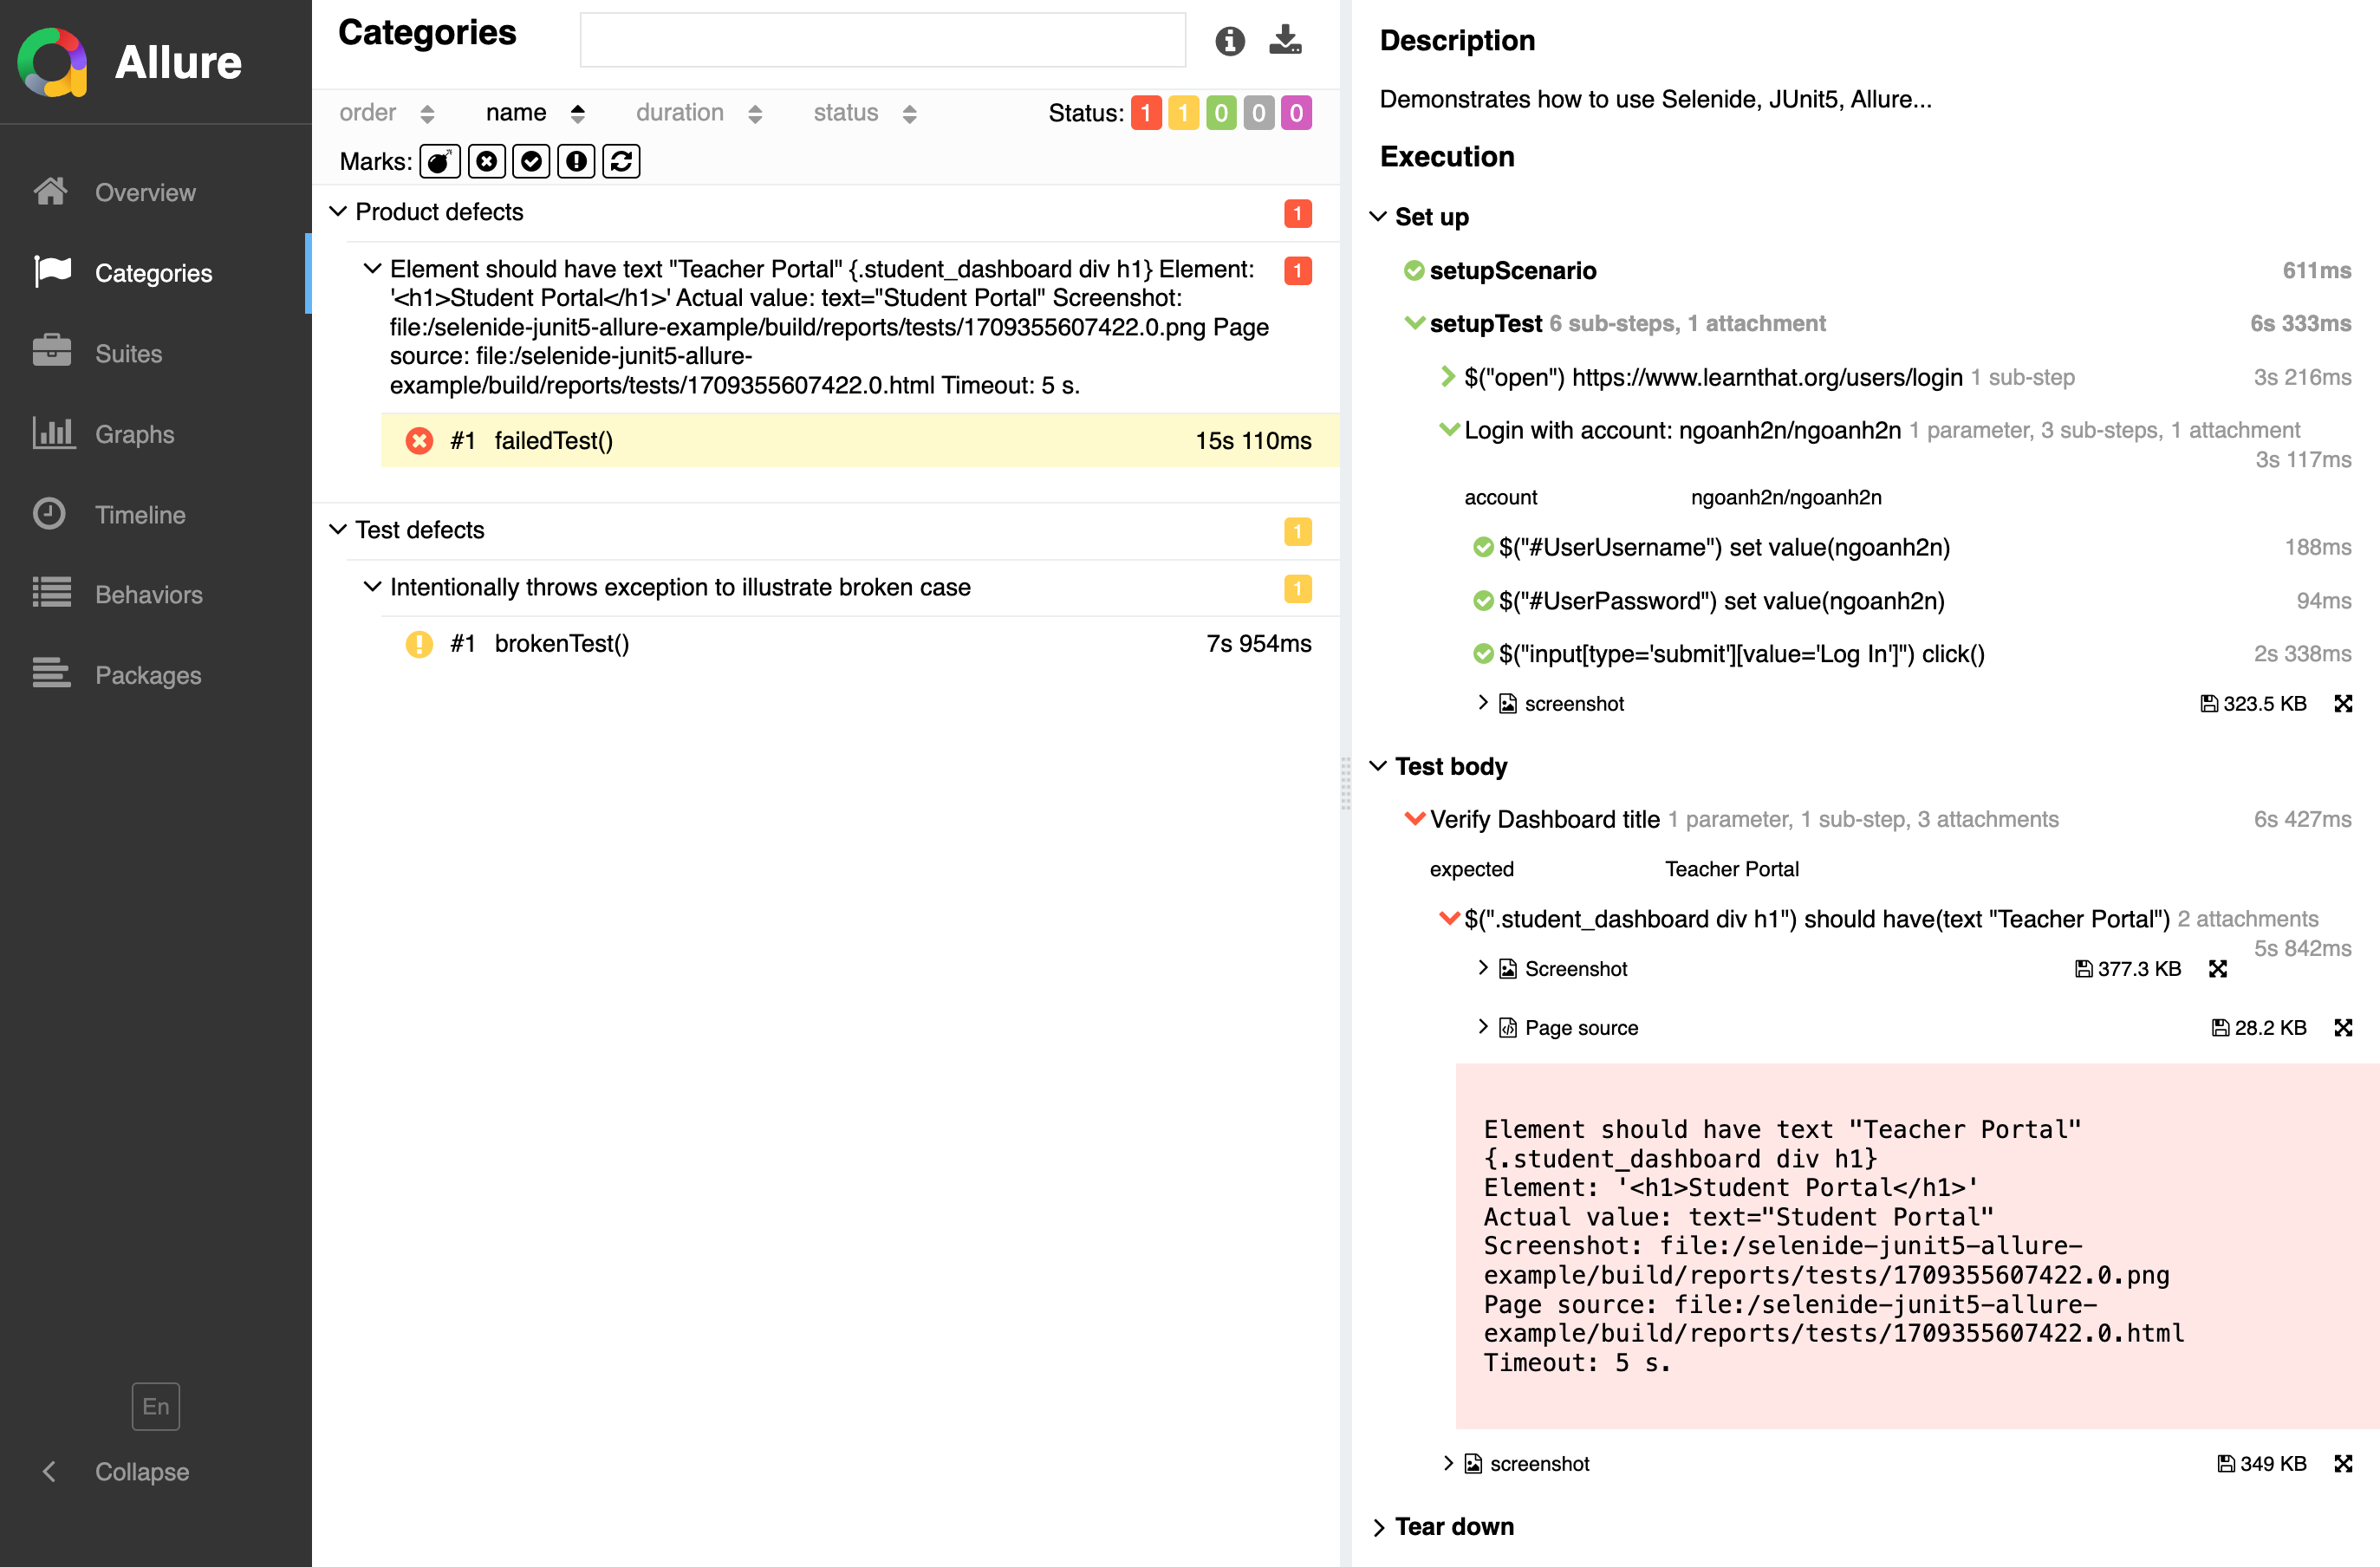 Allure
Overview
Categories
Suites
Graphs
Timeline
Behaviors
Packages
En
Collapse
Categories
order name duration status Status: 1 1 0 0 0
Marks:
Product defects 1
Element should have text "Teacher Portal" {.student_dashboard div h1} Element: 1
'<h1>Student Portal</h1>' Actual value: text="Student Portal" Screenshot:
file:/selenide-junit5-allure-example/build/reports/tests/1709355607422.0.png Page
source: file:/selenide-junit5-allure-
example/build/reports/tests/1709355607422.0.html Timeout: 5 s.
#1 failedTest() 15s 110ms
Test defects 1
Intentionally throws exception to illustrate broken case 1
#1 brokenTest() 7s 954ms
Description
Demonstrates how to use Selenide, JUnit5, Allure...
Execution
Set up
setupScenario 611ms
setupTest 6 sub-steps, 1 attachment 6s 333ms
$("open") https://www.learnthat.org/users/login 1 sub-step 3s 216ms
Login with account: ngoanh2n/ngoanh2n 1 parameter, 3 sub-steps, 1 attachment
3s 117ms
account ngoanh2n/ngoanh2n
$("#UserUsername") set value(ngoanh2n) 188ms
$("#UserPassword") set value(ngoanh2n) 94ms
$("input[type='submit'][value='Log In']") click() 2s 338ms
screenshot 323.5 KB
Test body
Verify Dashboard title 1 parameter, 1 sub-step, 3 attachments 6s 427ms
expected Teacher Portal
$(".student_dashboard div h1") should have(text "Teacher Portal") 2 attachments
5s 842ms
Screenshot 377.3 KB
Page source 28.2 KB
Element should have text "Teacher Portal"
{.student_dashboard div h1}
Element: '<h1>Student Portal</h1>'
Actual value: text="Student Portal"
Screenshot: file:/selenide-junit5-allure-
example/build/reports/tests/1709355607422.0.png
Page source: file:/selenide-junit5-allure-
example/build/reports/tests/1709355607422.0.html
Timeout: 5 s.
screenshot 349 KB
Tear down